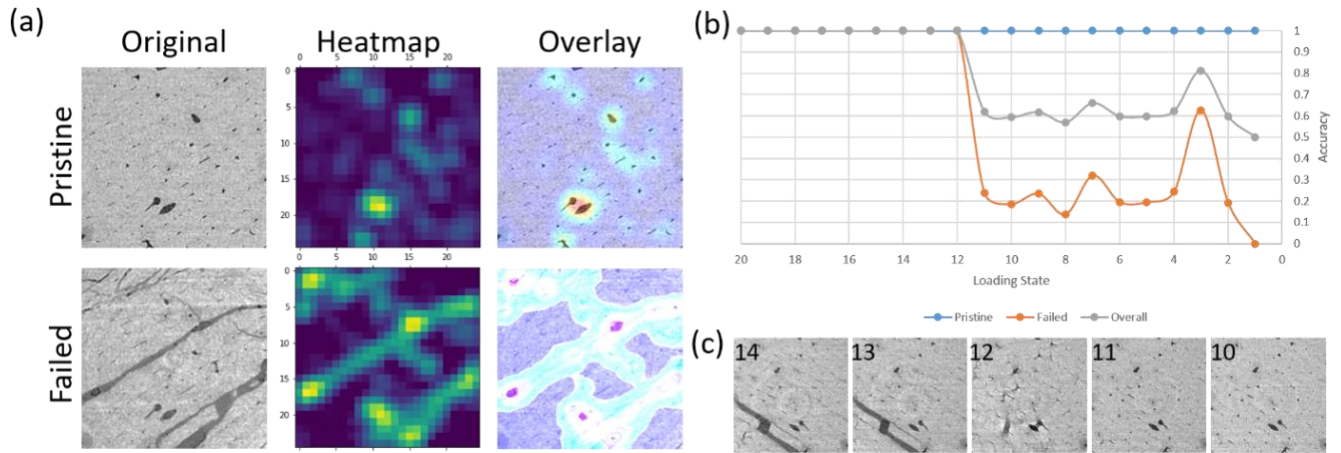 (a)
Original Heatmap Overlay
Pristine
0 5 10 15 20
0
5
10
15
20
Failed
0 5 10 15 20
0
5
10
15
20
(b)
1
0.9
0.8
0.7
0.6
0.5
0.4
0.3
0.2
0.1
0
Accuracy
20 18 16 14 12 10 8 6 4 2 0
Loading State
Pristine Failed Overall
(c)
14 13 12 11 10